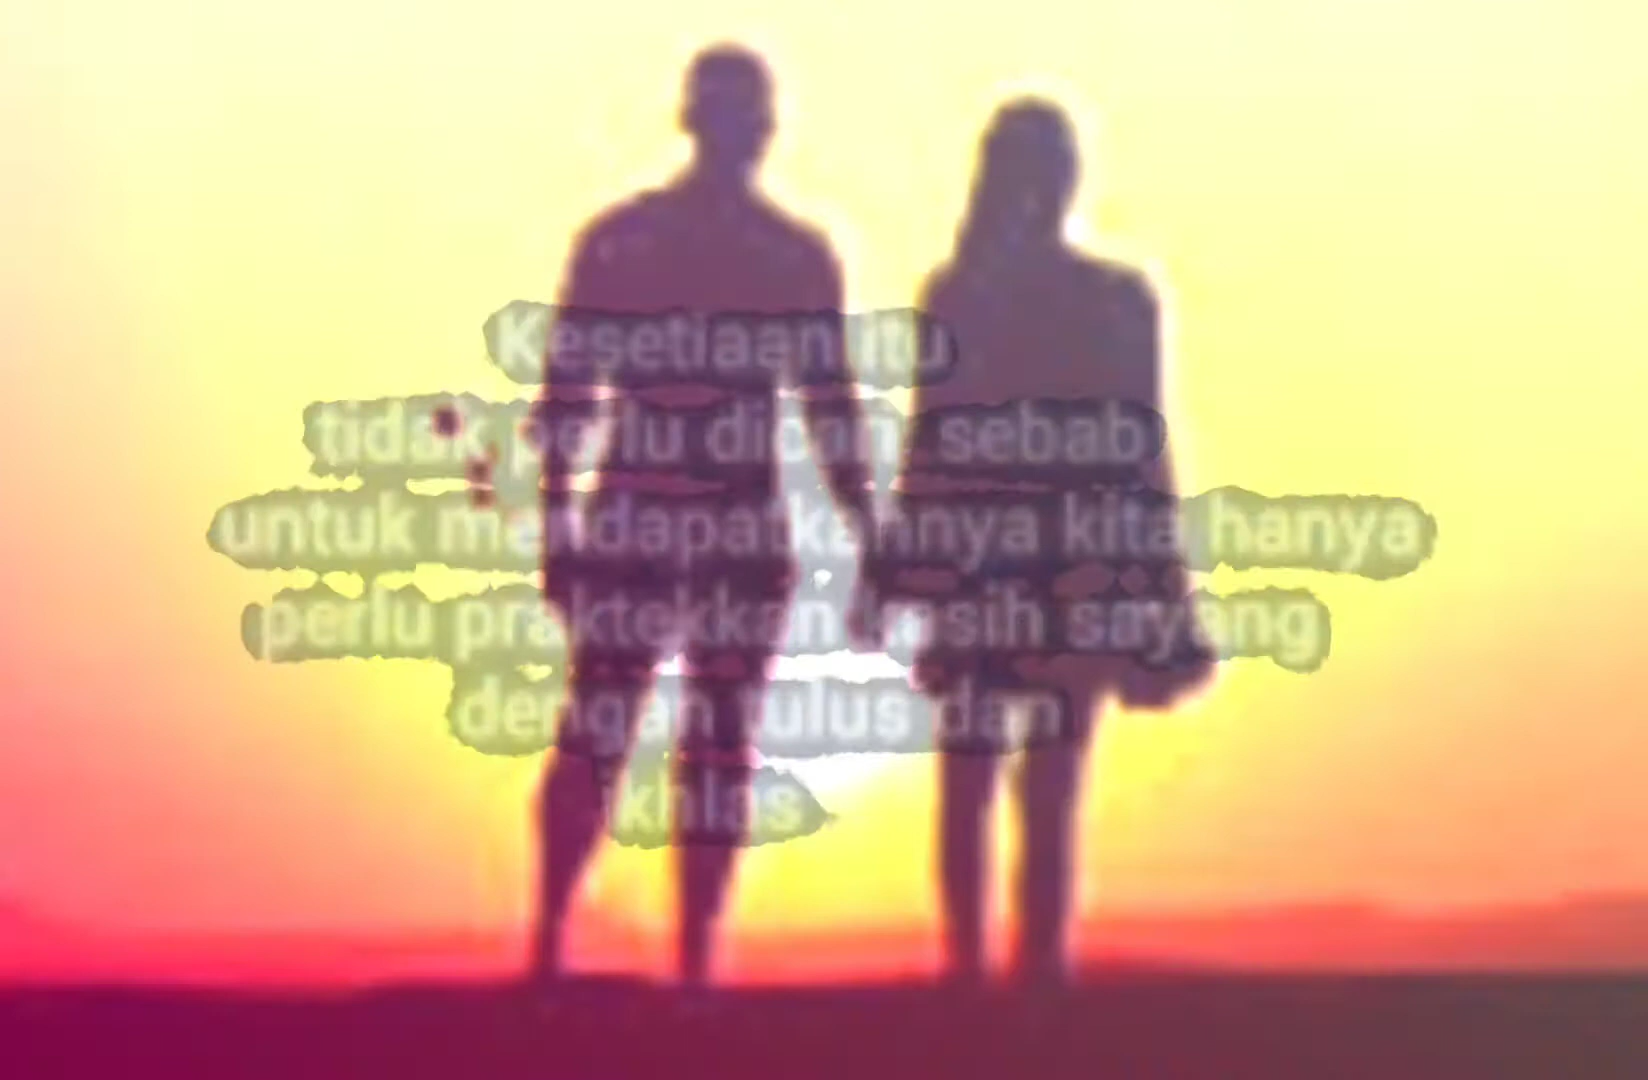 Kesetiaan itu
tidak perlu dicari, sebab
untuk mendapatkannya kita hanya
perlu praktekkan kasih sayang
dengan tulus dan
ikhlas